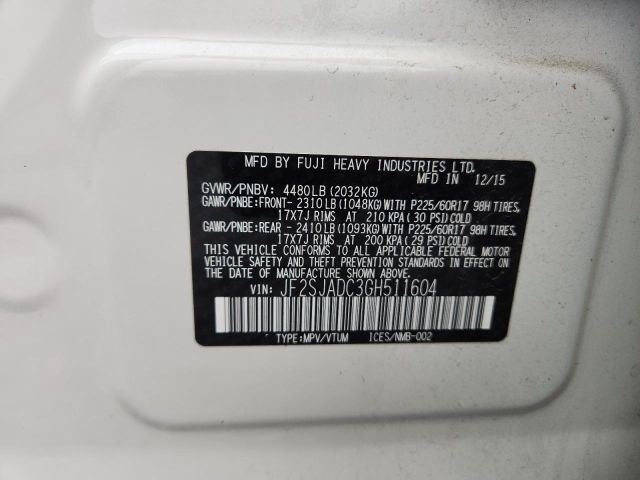 MFD BY FUJI HEAVY INDUSTRIES LTD.
MFD IN 12/15
GVWR/PNBV: 4480LB (2032KG)
GAWR/PNBE:FRONT- 2310LB (1048KG) WITH P225/60R17 98H TIRES,
17X7J RIMS AT 210 KPA (30 PSI) COLD
GAWR/PNBE:REAR - 2410LB (1093KG) WITH P225/60R17 98H TIRES,
17X7J RIMS AT 200 KPA (29 PSI) COLD
THIS VEHICLE CONFORMS TO ALL APPLICABLE FEDERAL MOTOR
VEHICLE SAFETY AND THEFT PREVENTION STANDARDS IN EFFECT
ON THE DATE OF MANUFACTURE SHOWN ABOVE.
VIN: JF2SJADC3GH511604
TYPE:MPV/VTUM ICES/NMB-002